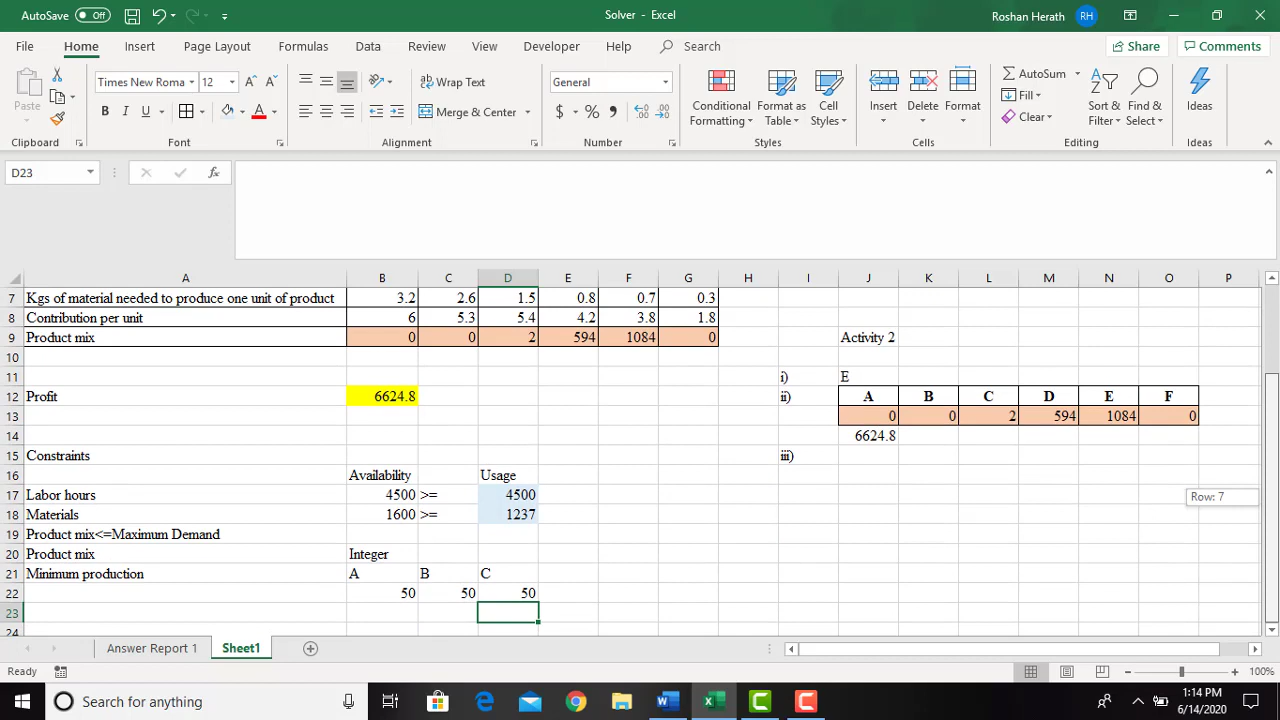 AutoSave Off Solver - Excel Roshan Herath RH
File Home Insert Page Layout Formulas Data Review View Developer Help Search Share Comments
Paste Times New Roma 12 Wrap Text General AutoSum
Fill
B I U Merge & Center $ % Conditional Formatting Format as Table Cell Styles Insert Delete Format Clear Sort & Filter Find & Select Ideas
Clipboard Font Alignment Number Styles Cells Editing Ideas
D23 fx
A B C D E F G H I J K L M N O P
7 Kgs of material needed to produce one unit of product 3.2 2.6 1.5 0.8 0.7 0.3
8 Contribution per unit 6 5.3 5.4 4.2 3.8 1.8
9 Product mix 0 0 2 594 1084 0 Activity 2
10
11 i) E
12 Profit 6624.8 ii) A B C D E F
13 0 0 2 594 1084 0
14 6624.8
15 Constraints iii)
16 Availability Usage
17 Labor hours 4500 >= 4500
18 Materials 1600 >= 1237
Row: 7
19 Product mix<=Maximum Demand
20 Product mix Integer
21 Minimum production A B C
22 50 50 50
23
24
Answer Report 1 Sheet1
Ready 100%
Search for anything 1:14 PM
6/14/2020